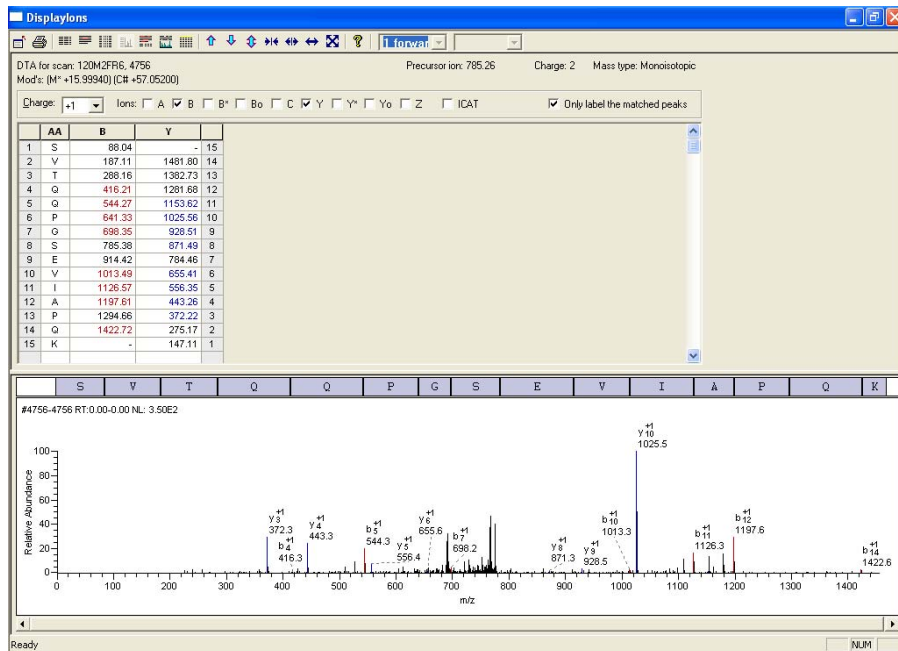 DisplayIons
1 forwar
DTA for scan: 120M2FR6, 4756 Precursor ion: 785.26 Charge: 2 Mass type: Monoisotopic
Mod's: (M* +15.99940) (C# +57.05200)
Charge: +1 Ions: A B B* Bo C Y Y* Yo Z ICAT Only label the matched peaks
AA B Y
1 S 88.04 - 15
2 V 187.11 1481.80 14
3 T 288.16 1382.73 13
4 Q 416.21 1281.68 12
5 Q 544.27 1153.62 11
6 P 641.33 1025.56 10
7 G 698.35 928.51 9
8 S 785.38 871.49 8
9 E 914.42 784.46 7
10 V 1013.49 655.41 6
11 I 1126.57 556.35 5
12 A 1197.61 443.26 4
13 P 1294.66 372.22 3
14 Q 1422.72 275.17 2
15 K - 147.11 1
S V T Q Q P G S E V I A P Q K
#4756-4756 RT:0.00-0.00 NL: 3.50E2
Relative Abundance
100
80
60
40
20
0
y3 +1
372.3
b4 +1
416.3
y4 +1
443.3
b5 +1
544.3
y5 +1
556.4
y6 +1
655.6
b7 +1
698.2
y8 +1
871.3
y9 +1
928.5
b10 +1
1013.3
y10 +1
1025.5
b11 +1
1126.3
b12 +1
1197.6
b14 +1
1422.6
0 100 200 300 400 500 600 700 800 900 1000 1100 1200 1300 1400
m/z
Ready NUM